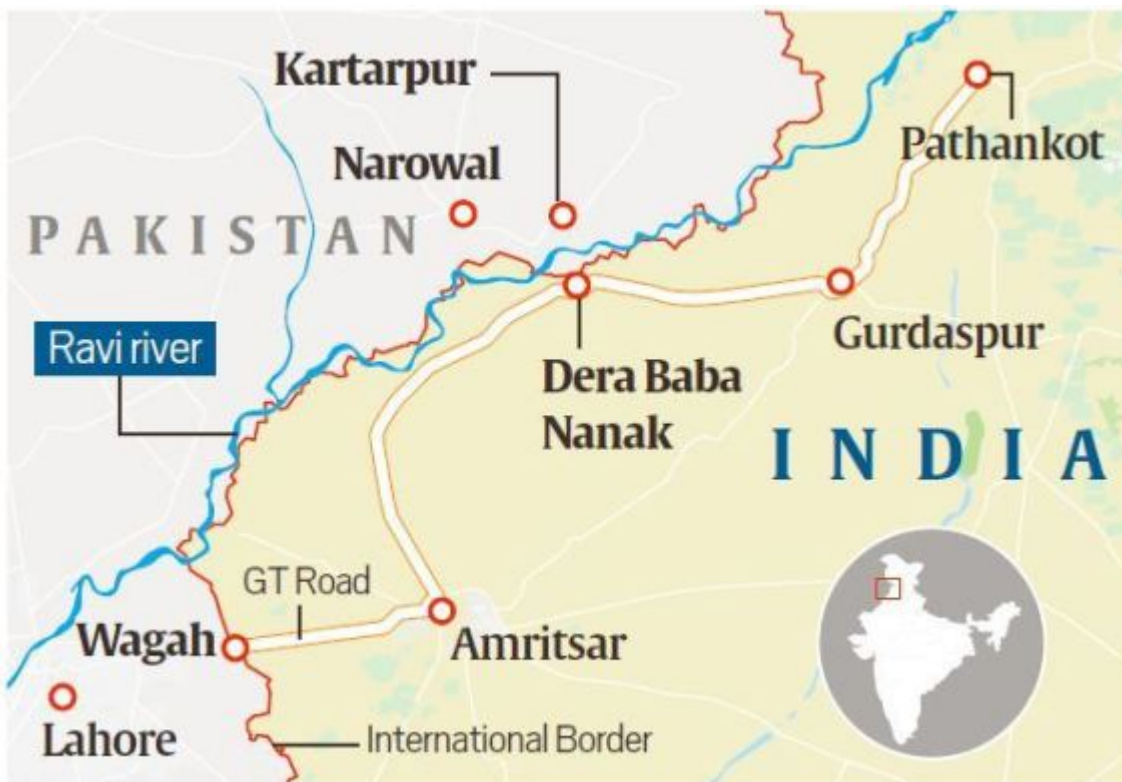 Kartarpur
Pathankot
Narowal
PAKISTAN
Ravi river
Gurdaspur
Dera Baba
Nanak
INDIA
GT Road
Wagah
Amritsar
Lahore
International Border